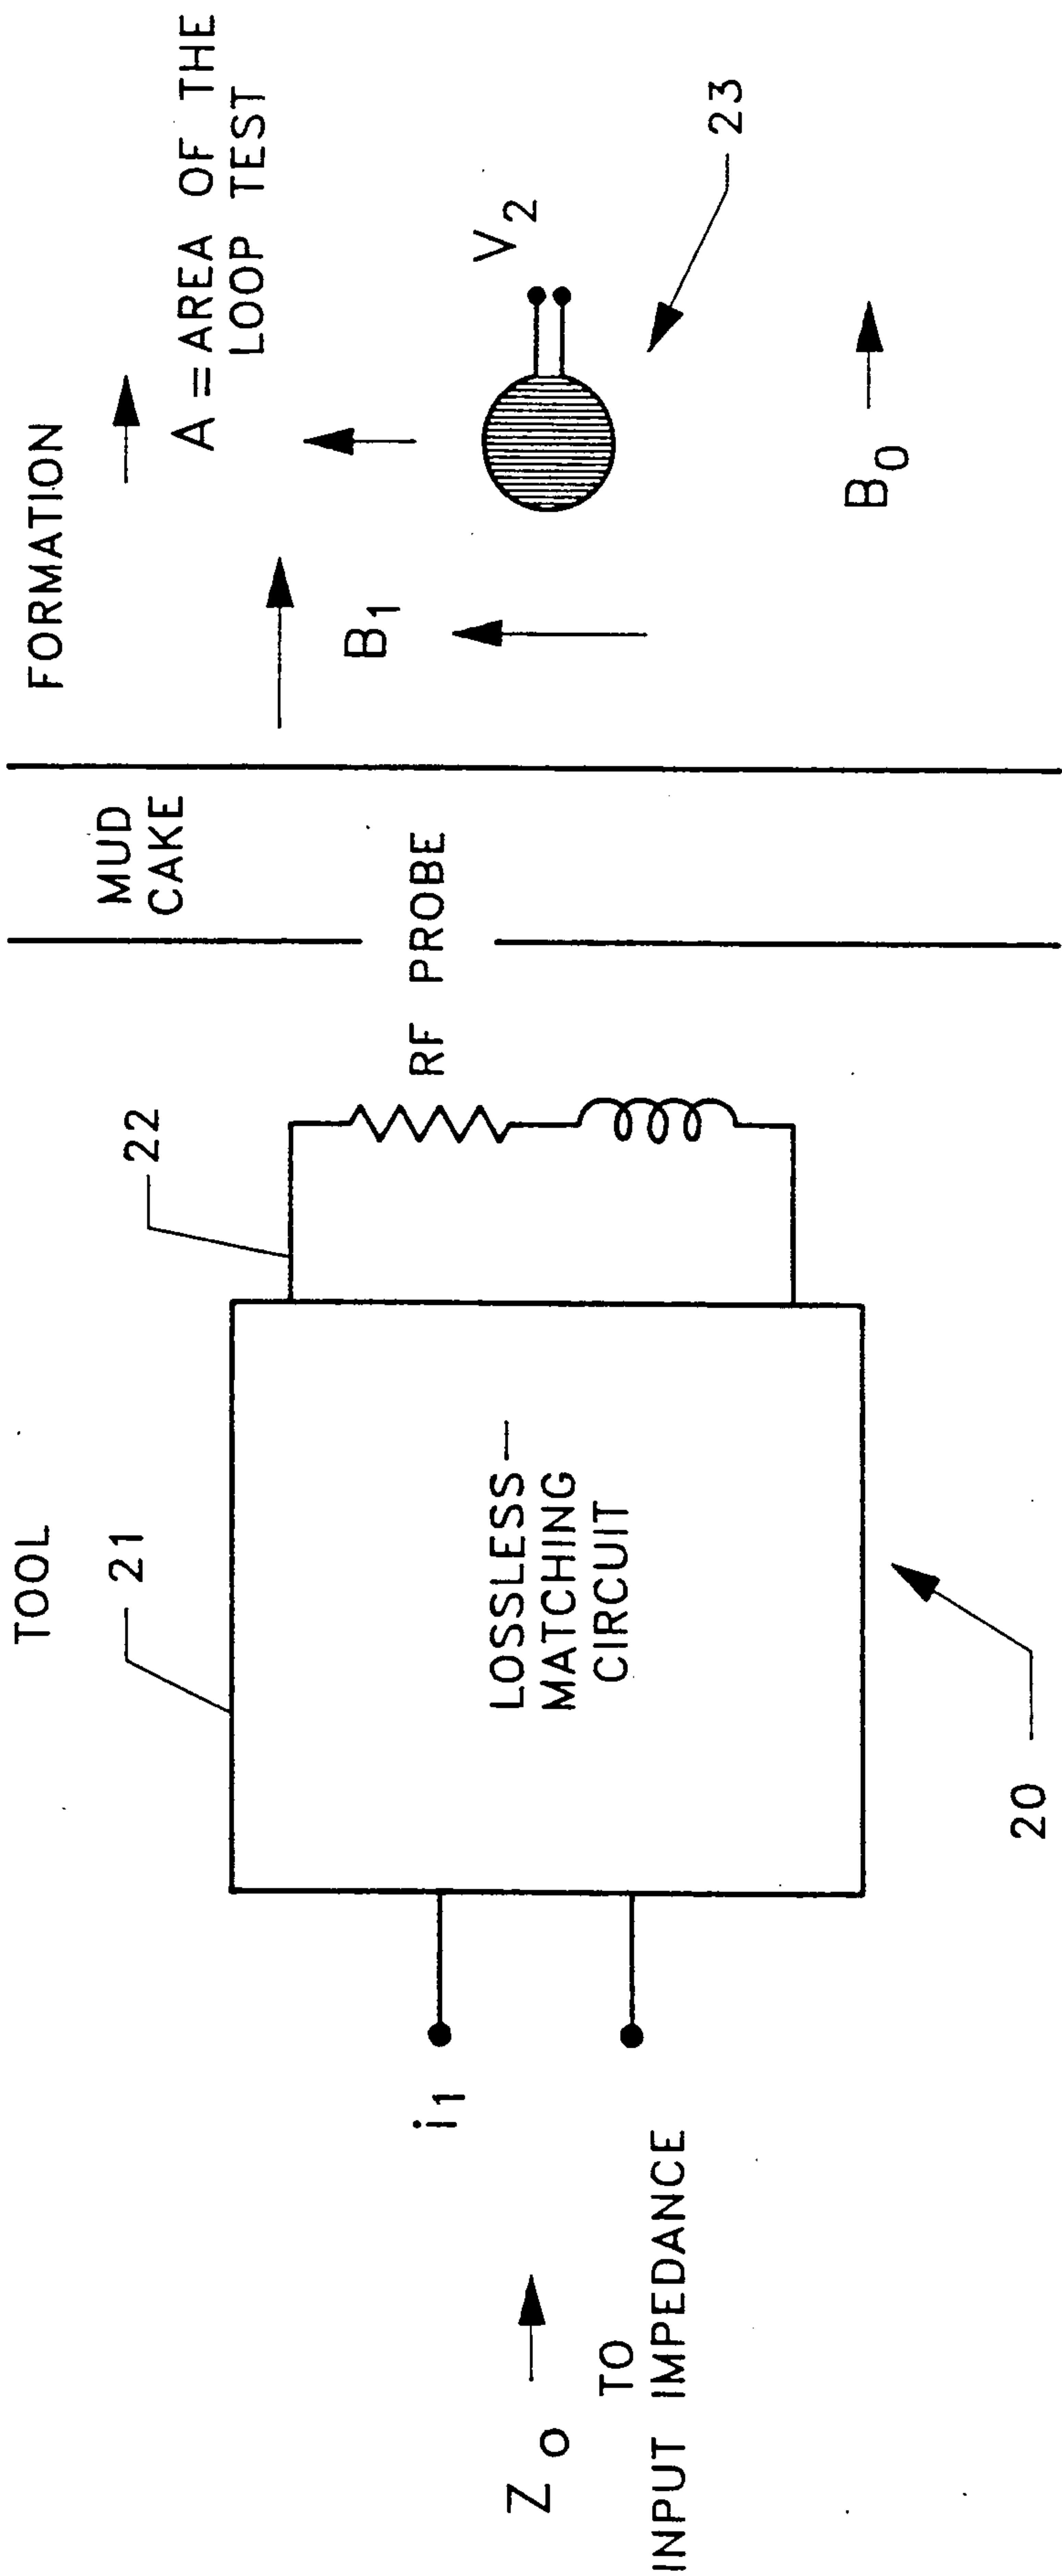 TOOL
21
22
LOSSLESS—
MATCHING
CIRCUIT
i1
Z0
TO
INPUT IMPEDANCE
20
RF PROBE
MUD
CAKE
FORMATION
A = AREA OF THE
LOOP TEST
B1
V2
23
B0